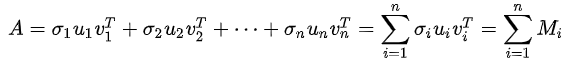 A = σ₁u₁v₁ᵀ + σ₂u₂v₂ᵀ + ⋯ + σₙuₙvₙᵀ = ∑ᵢ₌₁ⁿ σᵢuᵢvᵢᵀ = ∑ᵢ₌₁ⁿ Mᵢ